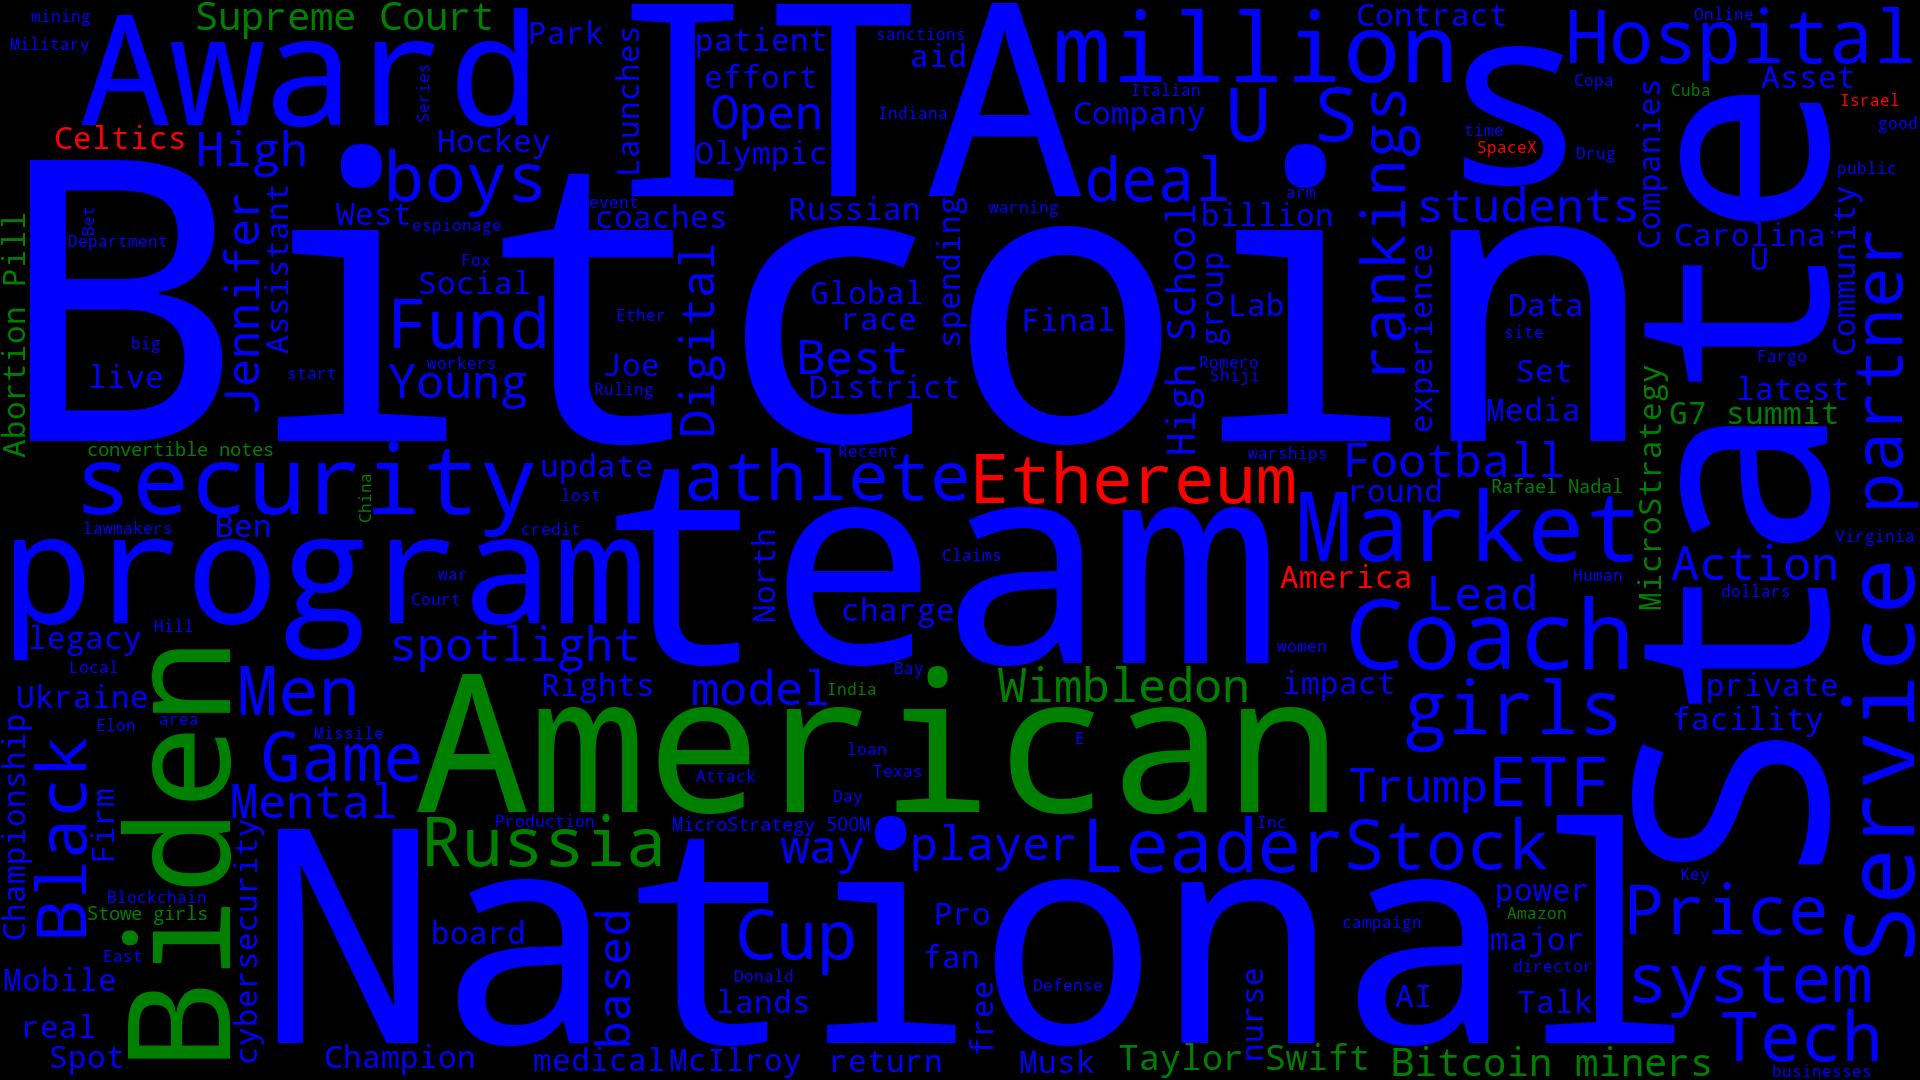 mining
Supreme Court
Park
Military
Award
Series
Launches
ITA
patient
effort
Open
Olympic
sanctions
aid
Indiana
millions
Contract
Italian
Company
U S
deal
s
Online
Hospital
Copa
Asset
Cuba
Israel
good
time
SpaceX
Drug
Companies
public
Celtics
High
Hockey
boys
West
espionage
event
coaches
Russian
warning
spending
arm
billion
rankings
students
Carolina
U
Community
State
Abortion Pill
Bet
Department
Jennifer
Assistant
Bitcoin
Fox
Social
Fund
Ether
Digital
Global
race
Best
District
Final
High School
group
Lab
Romero
Shiji
experience
Data
site
Set
Media
Fargo
latest
G7 summit
partner
big
live
start
workers
Young
Joe
Ruling
MicroStrategy
convertible notes
security
China
update
lost
athlete
Recent
Ethereum
warships
Football
round
Rafael Nadal
lawmakers
Ben
credit
program
team
Market
Virginia
war
Court
North
Claims
charge
America
Human
Lead
Action
dollars
Hill
legacy
Local
spotlight
women
Coach
Service
Ukraine
Elon
area
Biden
Men
Rights
model
India
Bay
Wimbledon
impact
girls
private
facility
Championship
Black
Firm
Missile
Game
American
Attack
loan
Texas
Day
E
Trump
ETF
Mental
cybersecurity
Production
Russia
MicroStrategy 500M
way
player
Leader
Inc
Stock
Key
Blockchain
Stowe girls
East
National
board
based
Cup
Donald
lands
Pro
fan
free
Defense
nurse
campaign
AI
power
Amazon
major
director
Talk
Price
system
Mobile
real
Spot
Champion
medical
McIlroy
return
Musk
Taylor Swift
Bitcoin miners
Tech
businesses